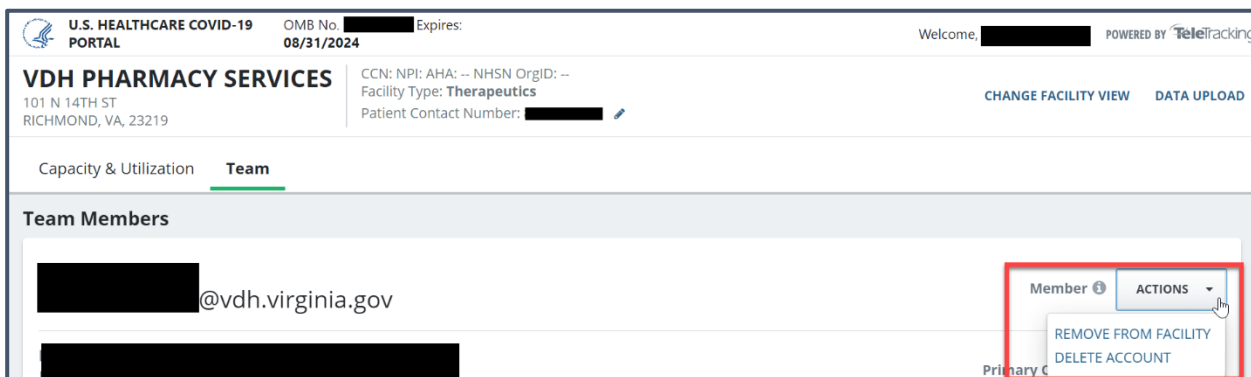 U.S. HEALTHCARE COVID-19 PORTAL
OMB No. Expires: 08/31/2024
Welcome,
POWERED BY TeleTracking
VDH PHARMACY SERVICES
101 N 14TH ST
RICHMOND, VA, 23219
CCN: NPI: AHA: -- NHSN OrgID: --
Facility Type: Therapeutics
Patient Contact Number:
CHANGE FACILITY VIEW DATA UPLOAD
Capacity & Utilization Team
Team Members
@vdh.virginia.gov
Member ACTIONS
REMOVE FROM FACILITY
DELETE ACCOUNT
Primary